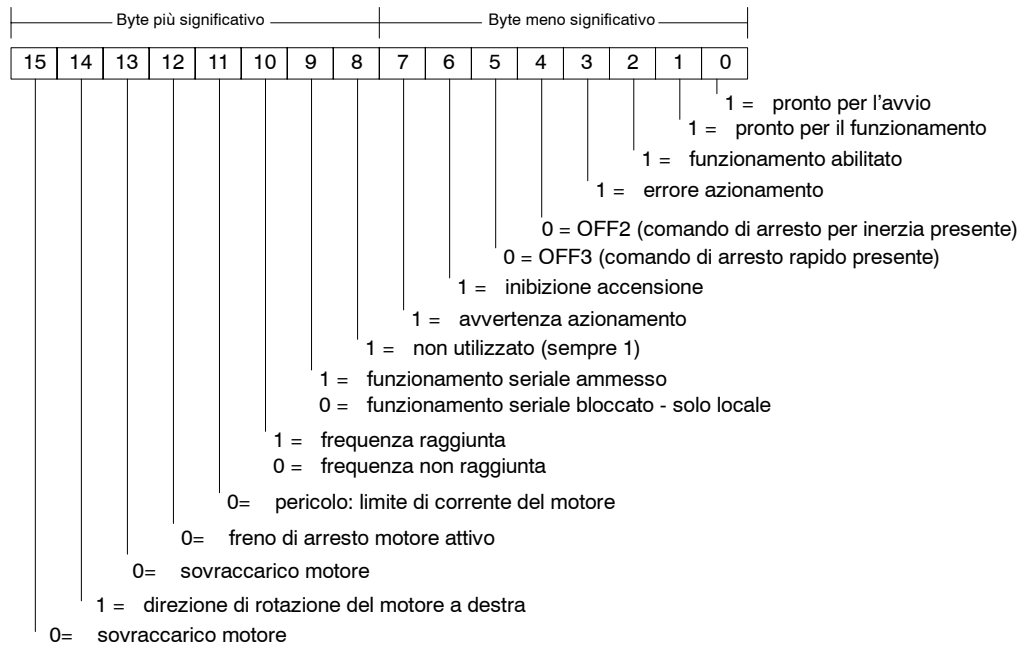 Byte più significativo Byte meno significativo
15 14 13 12 11 10 9 8 7 6 5 4 3 2 1 0
1 = pronto per l'avvio
1 = pronto per il funzionamento
1 = funzionamento abilitato
1 = errore azionamento
0 = OFF2 (comando di arresto per inerzia presente)
0 = OFF3 (comando di arresto rapido presente)
1 = inibizione accensione
1 = avvertenza azionamento
1 = non utilizzato (sempre 1)
1 = funzionamento seriale ammesso
0 = funzionamento seriale bloccato - solo locale
1 = frequenza raggiunta
0 = frequenza non raggiunta
0= pericolo: limite di corrente del motore
0= freno di arresto motore attivo
0= sovraccarico motore
1 = direzione di rotazione del motore a destra
0= sovraccarico motore